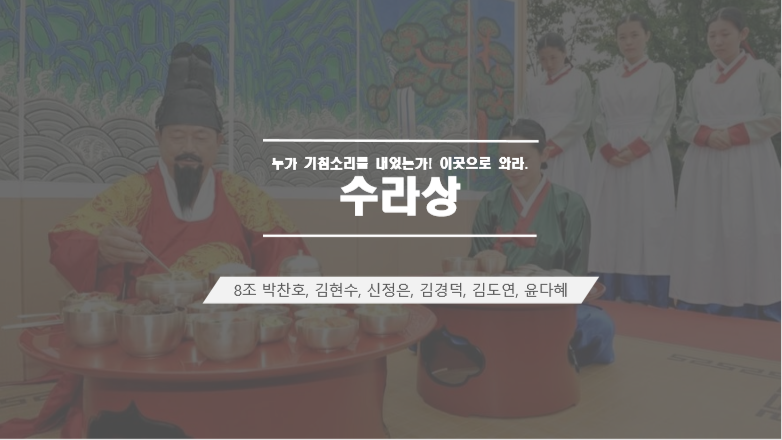 누가 기침소리를 내었는가! 이곳으로 와라.
수라상
8조 박찬호, 김현수, 신정은, 김경덕, 김도연, 윤다혜